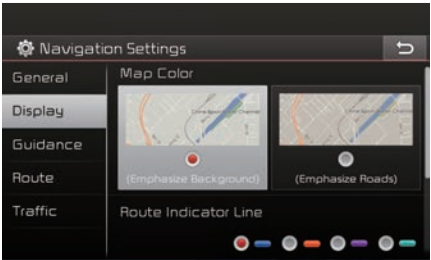 Navigation Settings
General
Display
Guidance
Route
Traffic
Map Color
(Emphasize Background)
(Emphasize Roads)
Route Indicator Line